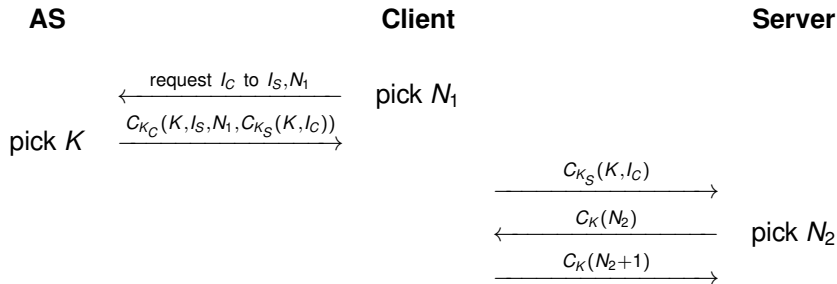 AS Client Server
request I_C to I_S,N_1
pick N_1
C_{K_C}(K,I_S,N_1,C_{K_S}(K,I_C))
pick K
C_{K_S}(K,I_C)
C_K(N_2)
pick N_2
C_K(N_2+1)